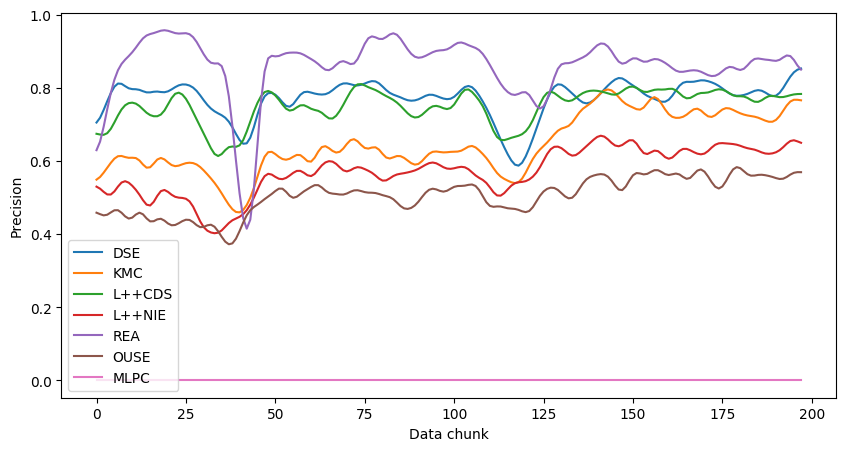 1.0
0.8
0.6
0.4
0.2
0.0
Precision
DSE
KMC
L++CDS
L++NIE
REA
OUSE
MLPC
0 25 50 75 100 125 150 175 200
Data chunk